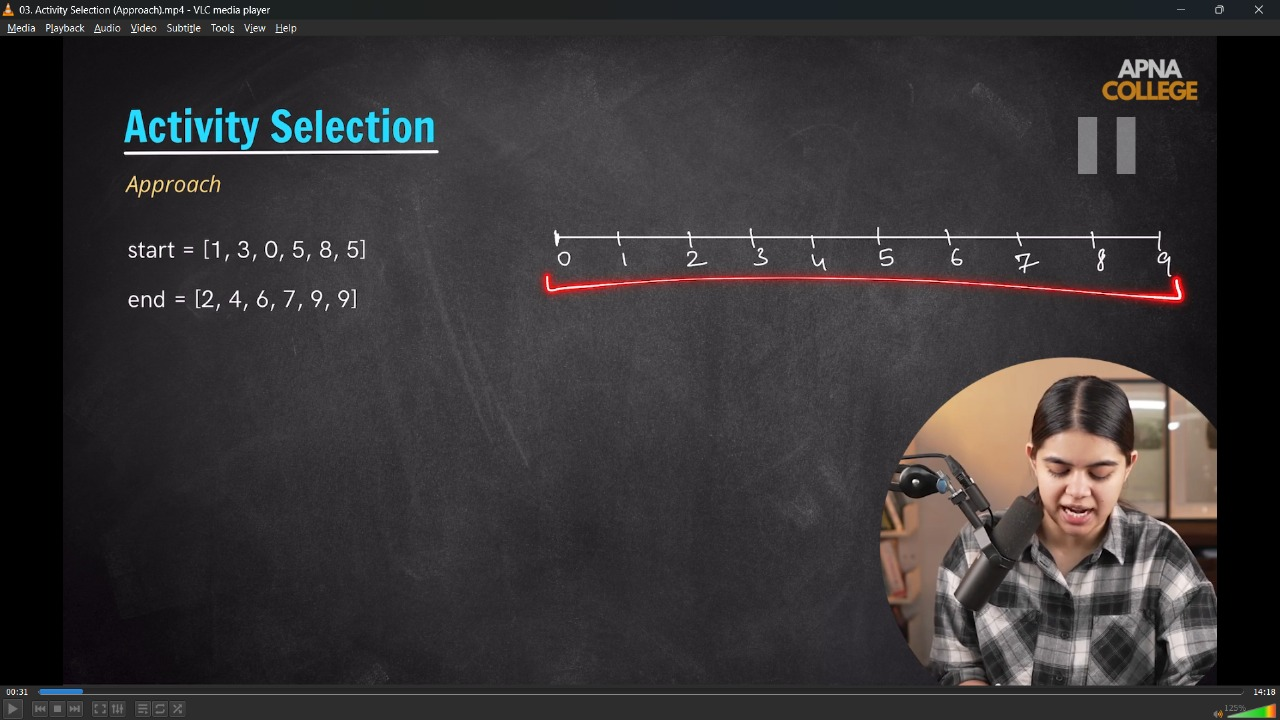 03. Activity Selection (Approach).mp4 - VLC media player
Media Playback Audio Video Subtitle Tools View Help
APNA
COLLEGE
Activity Selection
Approach
start = [1, 3, 0, 5, 8, 5]
end = [2, 4, 6, 7, 9, 9]
0 1 2 3 4 5 6 7 8 9
00:31
14:18
125%